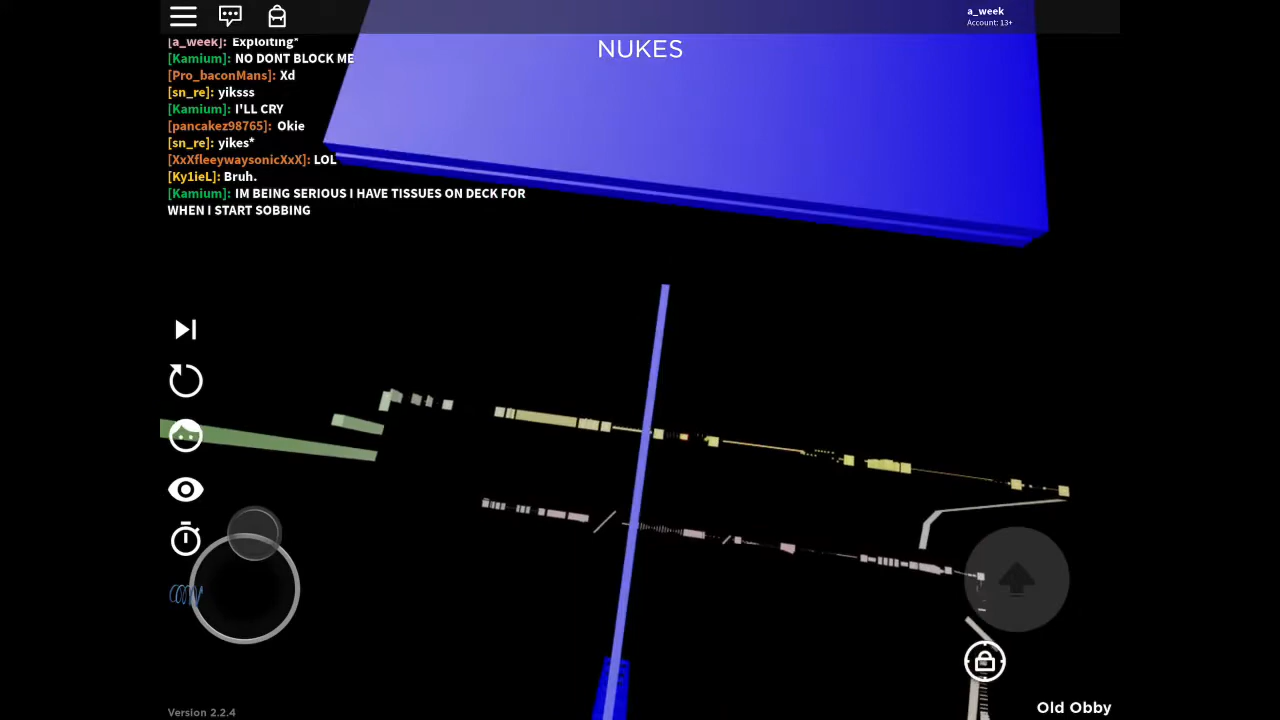 a_week
Account: 13+
NUKES
[a_week]: Exploiting*
[Kamium]: NO DONT BLOCK ME
[Pro_baconMans]: Xd
[sn_re]: yiksss
[Kamium]: I'LL CRY
[pancakez98765]: Okie
[sn_re]: yikes*
[XxXfleeywaysonicXxX]: LOL
[Ky1ieL]: Bruh.
[Kamium]: IM BEING SERIOUS I HAVE TISSUES ON DECK FOR
WHEN I START SOBBING
Version 2.2.4
Old Obby